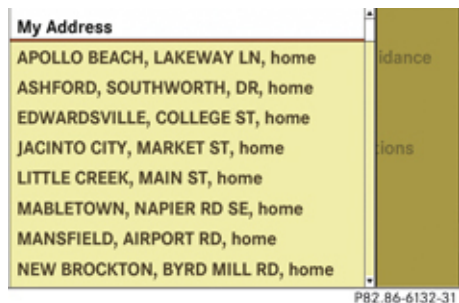 My Address
APOLLO BEACH, LAKEWAY LN, home
idance
ASHFORD, SOUTHWORTH, DR, home
EDWARDSVILLE, COLLEGE ST, home
JACINTO CITY, MARKET ST, home
tions
LITTLE CREEK, MAIN ST, home
MABLETOWN, NAPIER RD SE, home
MANSFIELD, AIRPORT RD, home
NEW BROCKTON, BYRD MILL RD, home
P82.86-6132-31